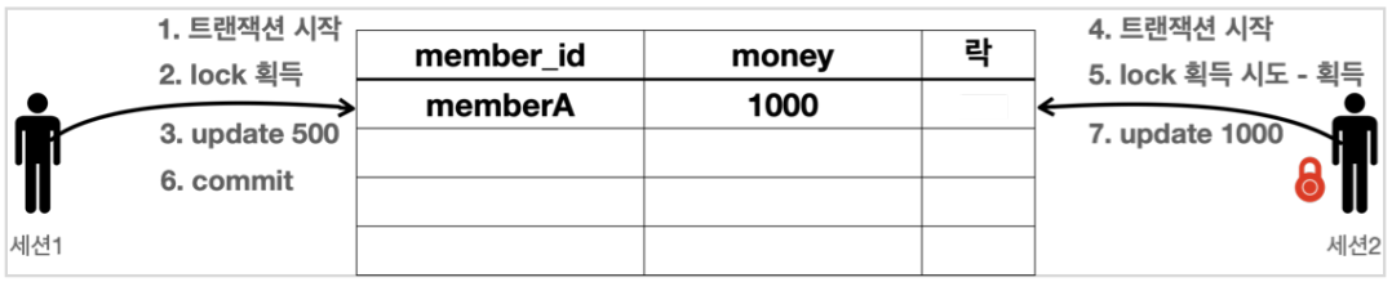 1. 트랜잭션 시작
2. lock 획득
3. update 500
6. commit
세션1
member_id money 락
memberA 1000
4. 트랜잭션 시작
5. lock 획득 시도 - 획득
7. update 1000
세션2